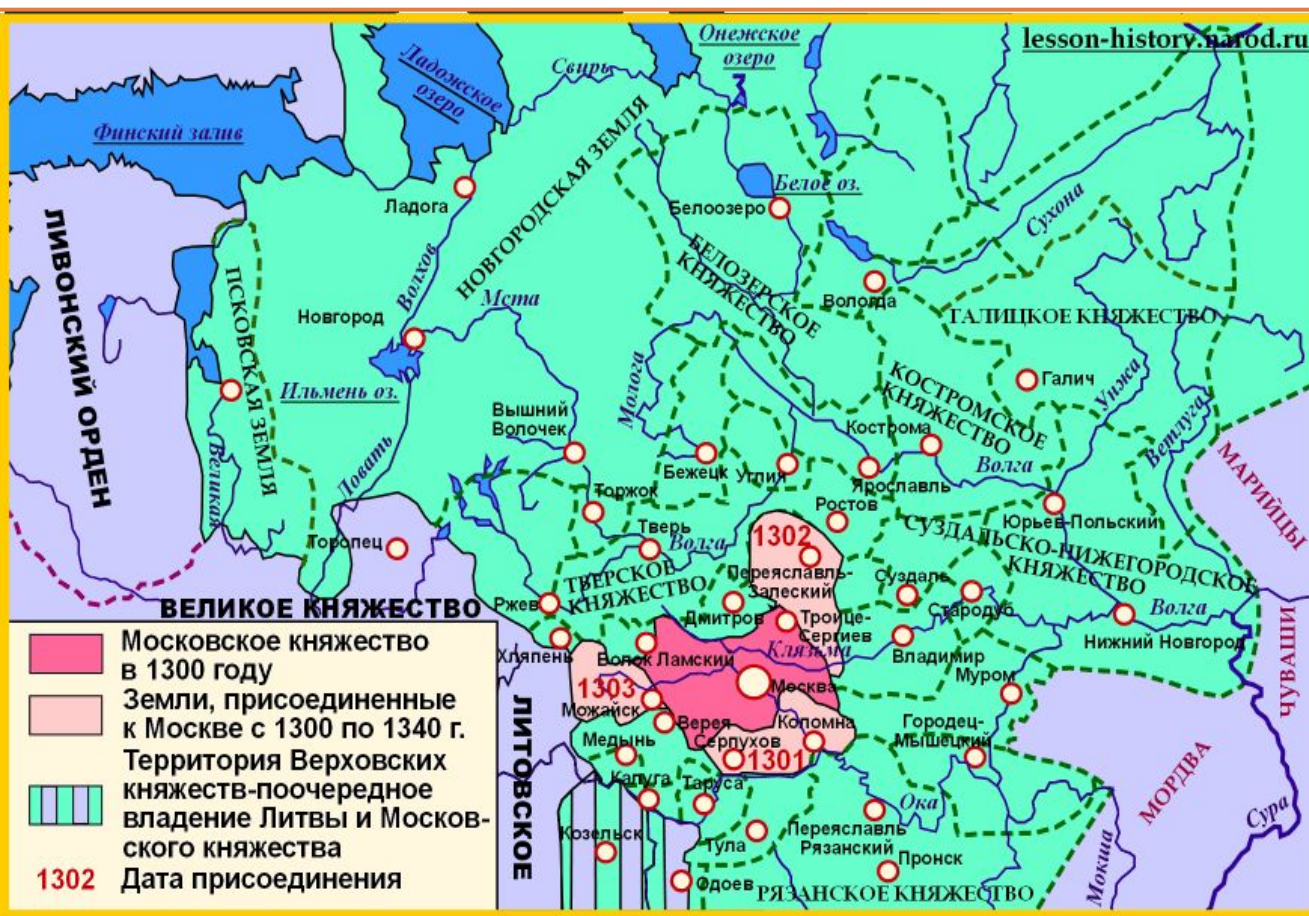 lesson-history.narod.ru
Онежское
озеро
Ладожское
озеро
Свирь
Финский залив
Ладога
НОВГОРОДСКАЯ ЗЕМЛЯ
Белое оз.
Белоозеро
Сухона
ЛИВОНСКИЙ ОРДЕН
ПСКОВСКАЯ ЗЕМЛЯ
Волхов
Мста
БЕЛОЗЕРСКОЕ
КНЯЖЕСТВО
Вологда
ГАЛИЦКОЕ КНЯЖЕСТВО
Новгород
Ильмень оз.
Великая
Ловать
Молога
Вышний
Волочек
Бежецк
Углия
КОСТРОМСКОЕ
КНЯЖЕСТВО
Кострома
Галич
Унжа
Ветлуга
Волга
Ярославль
МАРИЙЦЫ
Торжок
Ростов
Юрьев-Польский
Торопец
Тверь
Волга
1302
Переяславль-
Залеский
СУЗДАЛЬСКО-НИЖЕГОРОДСКОЕ
КНЯЖЕСТВО
ТВЕРСКОЕ
КНЯЖЕСТВО
Суздаль
Стародуб
Волга
Нижний Новгород
ЧУВАШИ
ВЕЛИКОЕ КНЯЖЕСТВО
ЛИТОВСКОЕ
Ржев
Дмитров
Троице-
Сергиев
Хляпень
Волок Ламский
Клязьма
Владимир
Муром
1303
Можайск
Москва
Верея
Коломна
Медынь
Серпухов
1301
Городец-
Мышецкий
МОРДВА
Калуга
Таруса
Ока
Сура
Козельск
Тула
Переяславль
Рязанский
Пронск
Мокша
Одоев
РЯЗАНСКОЕ КНЯЖЕСТВО
Московское княжество
в 1300 году
Земли, присоединенные
к Москве с 1300 по 1340 г.
Территория Верховских
княжеств-поочередное
владение Литвы и Москов-
ского княжества
1302 Дата присоединения